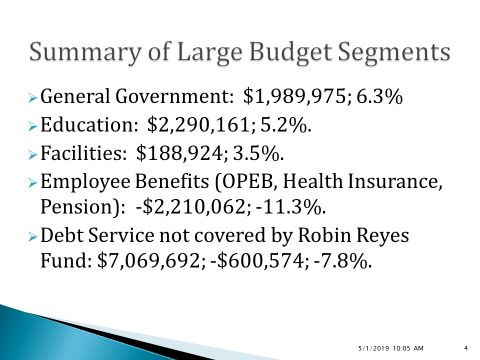 Summary of Large Budget Segments
General Government:  $1,989,975; 6.3%
Education:  $2,290,161; 5.2%.
Facilities:  $188,924; 3.5%.
Employee Benefits (OPEB, Health Insurance,
Pension):  -$2,210,062; -11.3%.
Debt Service not covered by Robin Reyes
Fund: $7,069,692; -$600,574; -7.8%.
5/1/2019 10:05 AM
4